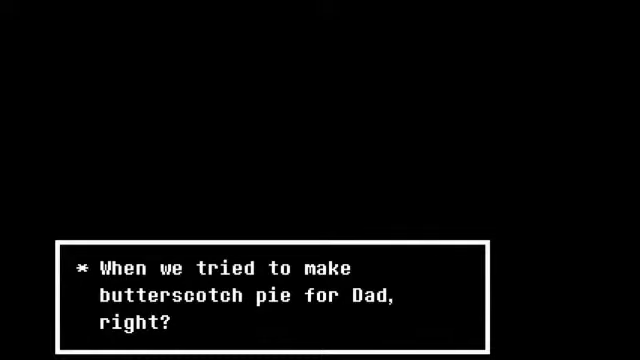 * When we tried to make
butterscotch pie for Dad,
right?